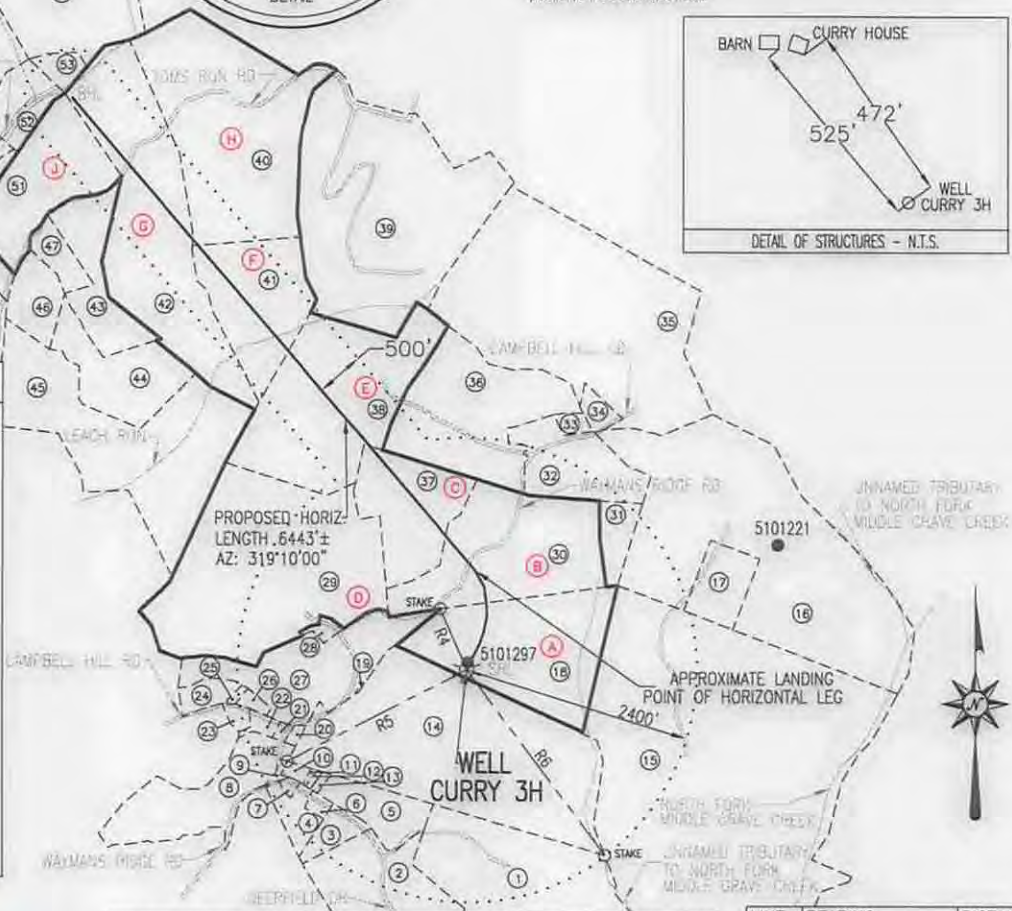 BARN
CURRY HOUSE
472'
525'
WELL
CURRY 3H
DETAIL OF STRUCTURES - N.T.S.
53
TOMS RUN RD
BHL
52
H
40
J
51
G
39
47
F
41
46
43
42
35
500'
CAMPBELL HILL RD
36
E
45
44
38
34
33
LEACH RUN
37
C
32
WAYMANS RIDGE RD
UNNAMED TRIBUTARY
TO NORTH FORK
MIDDLE GRAVE CREEK
31
PROPOSED HORIZ.
LENGTH 6443'±
AZ: 319°10'00"
5101221
30
B
29
17
D
STAKE
16
R4
28
A
CAMPBELL HILL RD
25
19
5101297
SHL
18
APPROXIMATE LANDING
POINT OF HORIZONTAL LEG
26
27
24
22
21
R5
2400'
23
20
14
R6
N
STAKE
10
WELL
CURRY 3H
15
9
11
12
13
8
7
6
5
NORTH FORK
MIDDLE GRAVE CREEK
4
3
WAYMANS RIDGE RD
STAKE
UNNAMED TRIBUTARY
TO NORTH FORK
MIDDLE GRAVE CREEK
2
1
DEERFIELD DR